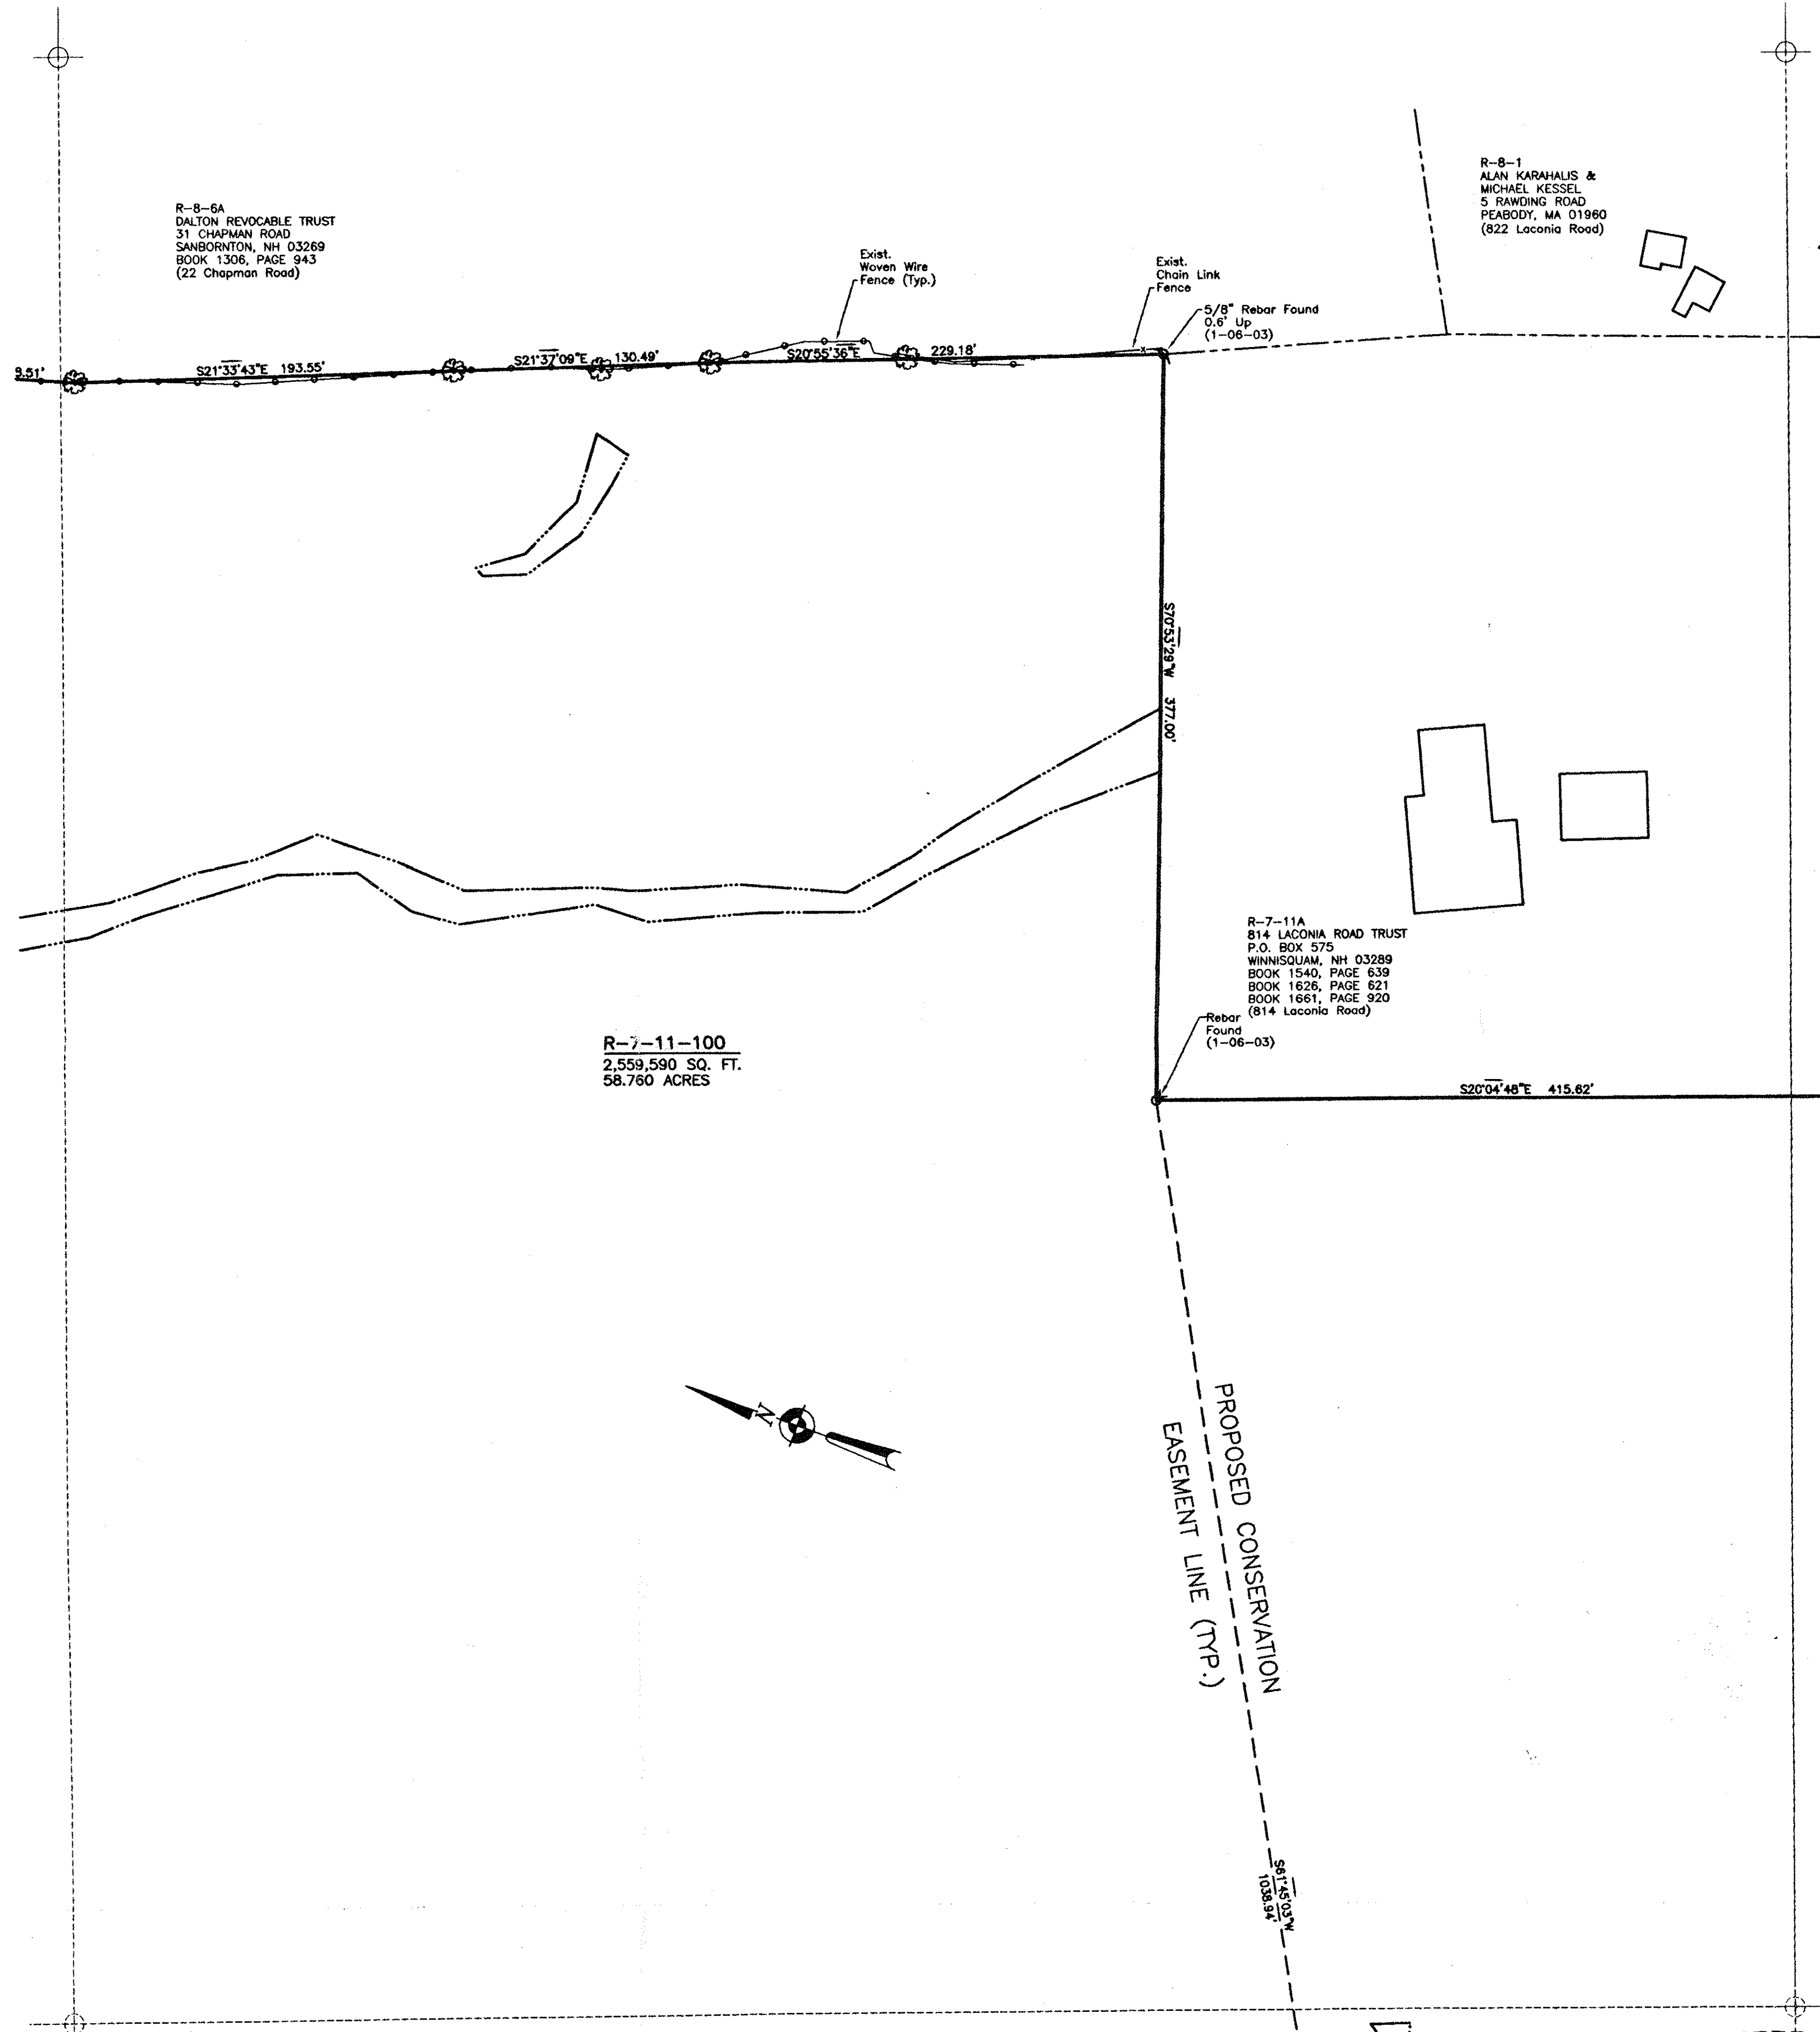 R-8-6A
DALTON REVOCABLE TRUST
31 CHAPMAN ROAD
SANBORNTON, NH 03269
BOOK 1306, PAGE 943
(22 Chapman Road)
R-8-1
ALAN KARAHALIS &
MICHAEL KESSEL
5 RAWDING ROAD
PEABODY, MA 01960
(822 Laconia Road)
Exist.
Woven Wire
Fence (Typ.)
Exist.
Chain Link
Fence
5/8" Rebar Found
0.6' Up
(1-06-03)
9.51'
S21°33'43"E 193.55'
S21°37'09"E 130.49'
S20°55'36"E 229.18'
S70°53'29"W 377.00'
R-7-11A
814 LACONIA ROAD TRUST
P.O. BOX 575
WINNISQUAM, NH 03289
BOOK 1540, PAGE 639
BOOK 1626, PAGE 621
BOOK 1661, PAGE 920
(814 Laconia Road)
Rebar
Found
(1-06-03)
R-7-11-100
2,559,590 SQ. FT.
58.760 ACRES
S20°04'48"E 415.62'
N
PROPOSED CONSERVATION
EASEMENT LINE (TYP.)
S61°45'03"W
1038.94'